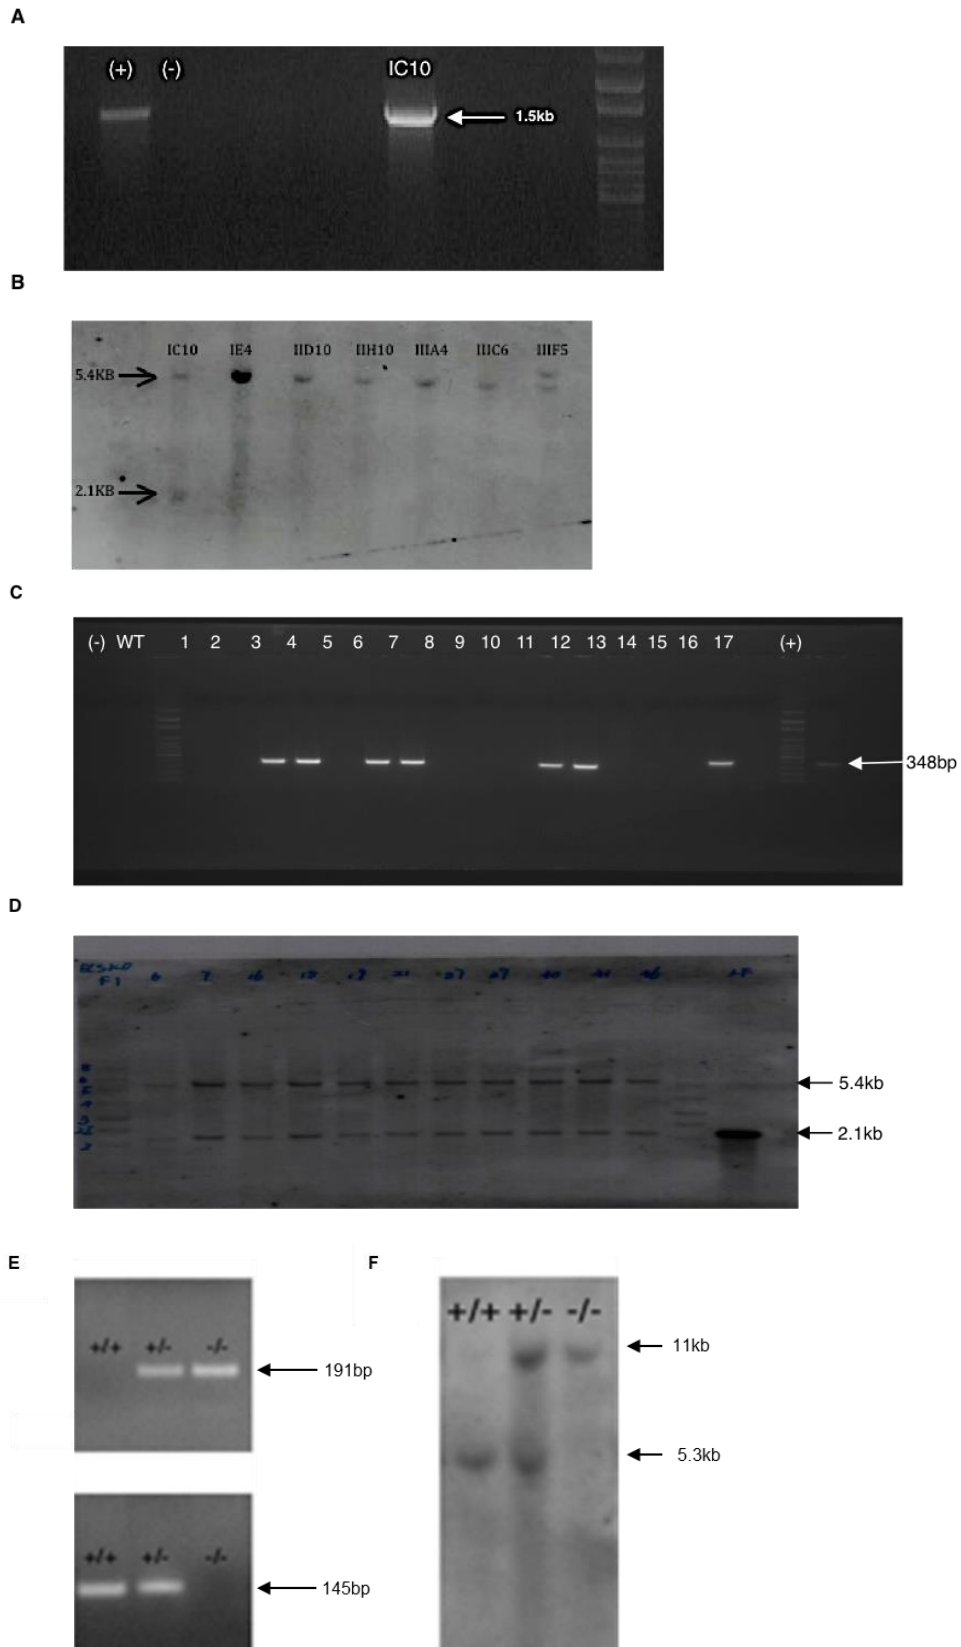 A
(+) (-) IC10
1.5kb
B
IC10 IE4 IID10 IIH10 IIIA4 IIIC6 IIIF5
5.4KB
2.1KB
C
(-) WT 1 2 3 4 5 6 7 8 9 10 11 12 13 14 15 16 17 (+)
348bp
D
F1
5.4kb
2.1kb
E F
+/+ +/- -/-
191bp
+/+ +/- -/-
11kb
5.3kb
+/+ +/- -/-
145bp